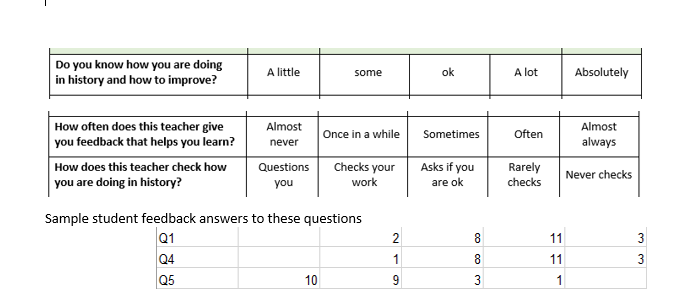 Do you know how you are doing in history and how to improve? A little some ok A lot Absolutely
How often does this teacher give you feedback that helps you learn? Almost never Once in a while Sometimes Often Almost always
How does this teacher check how you are doing in history? Questions you Checks your work Asks if you are ok Rarely checks Never checks
Sample student feedback answers to these questions
Q1 2 8 11 3
Q4 1 8 11 3
Q5 10 9 3 1